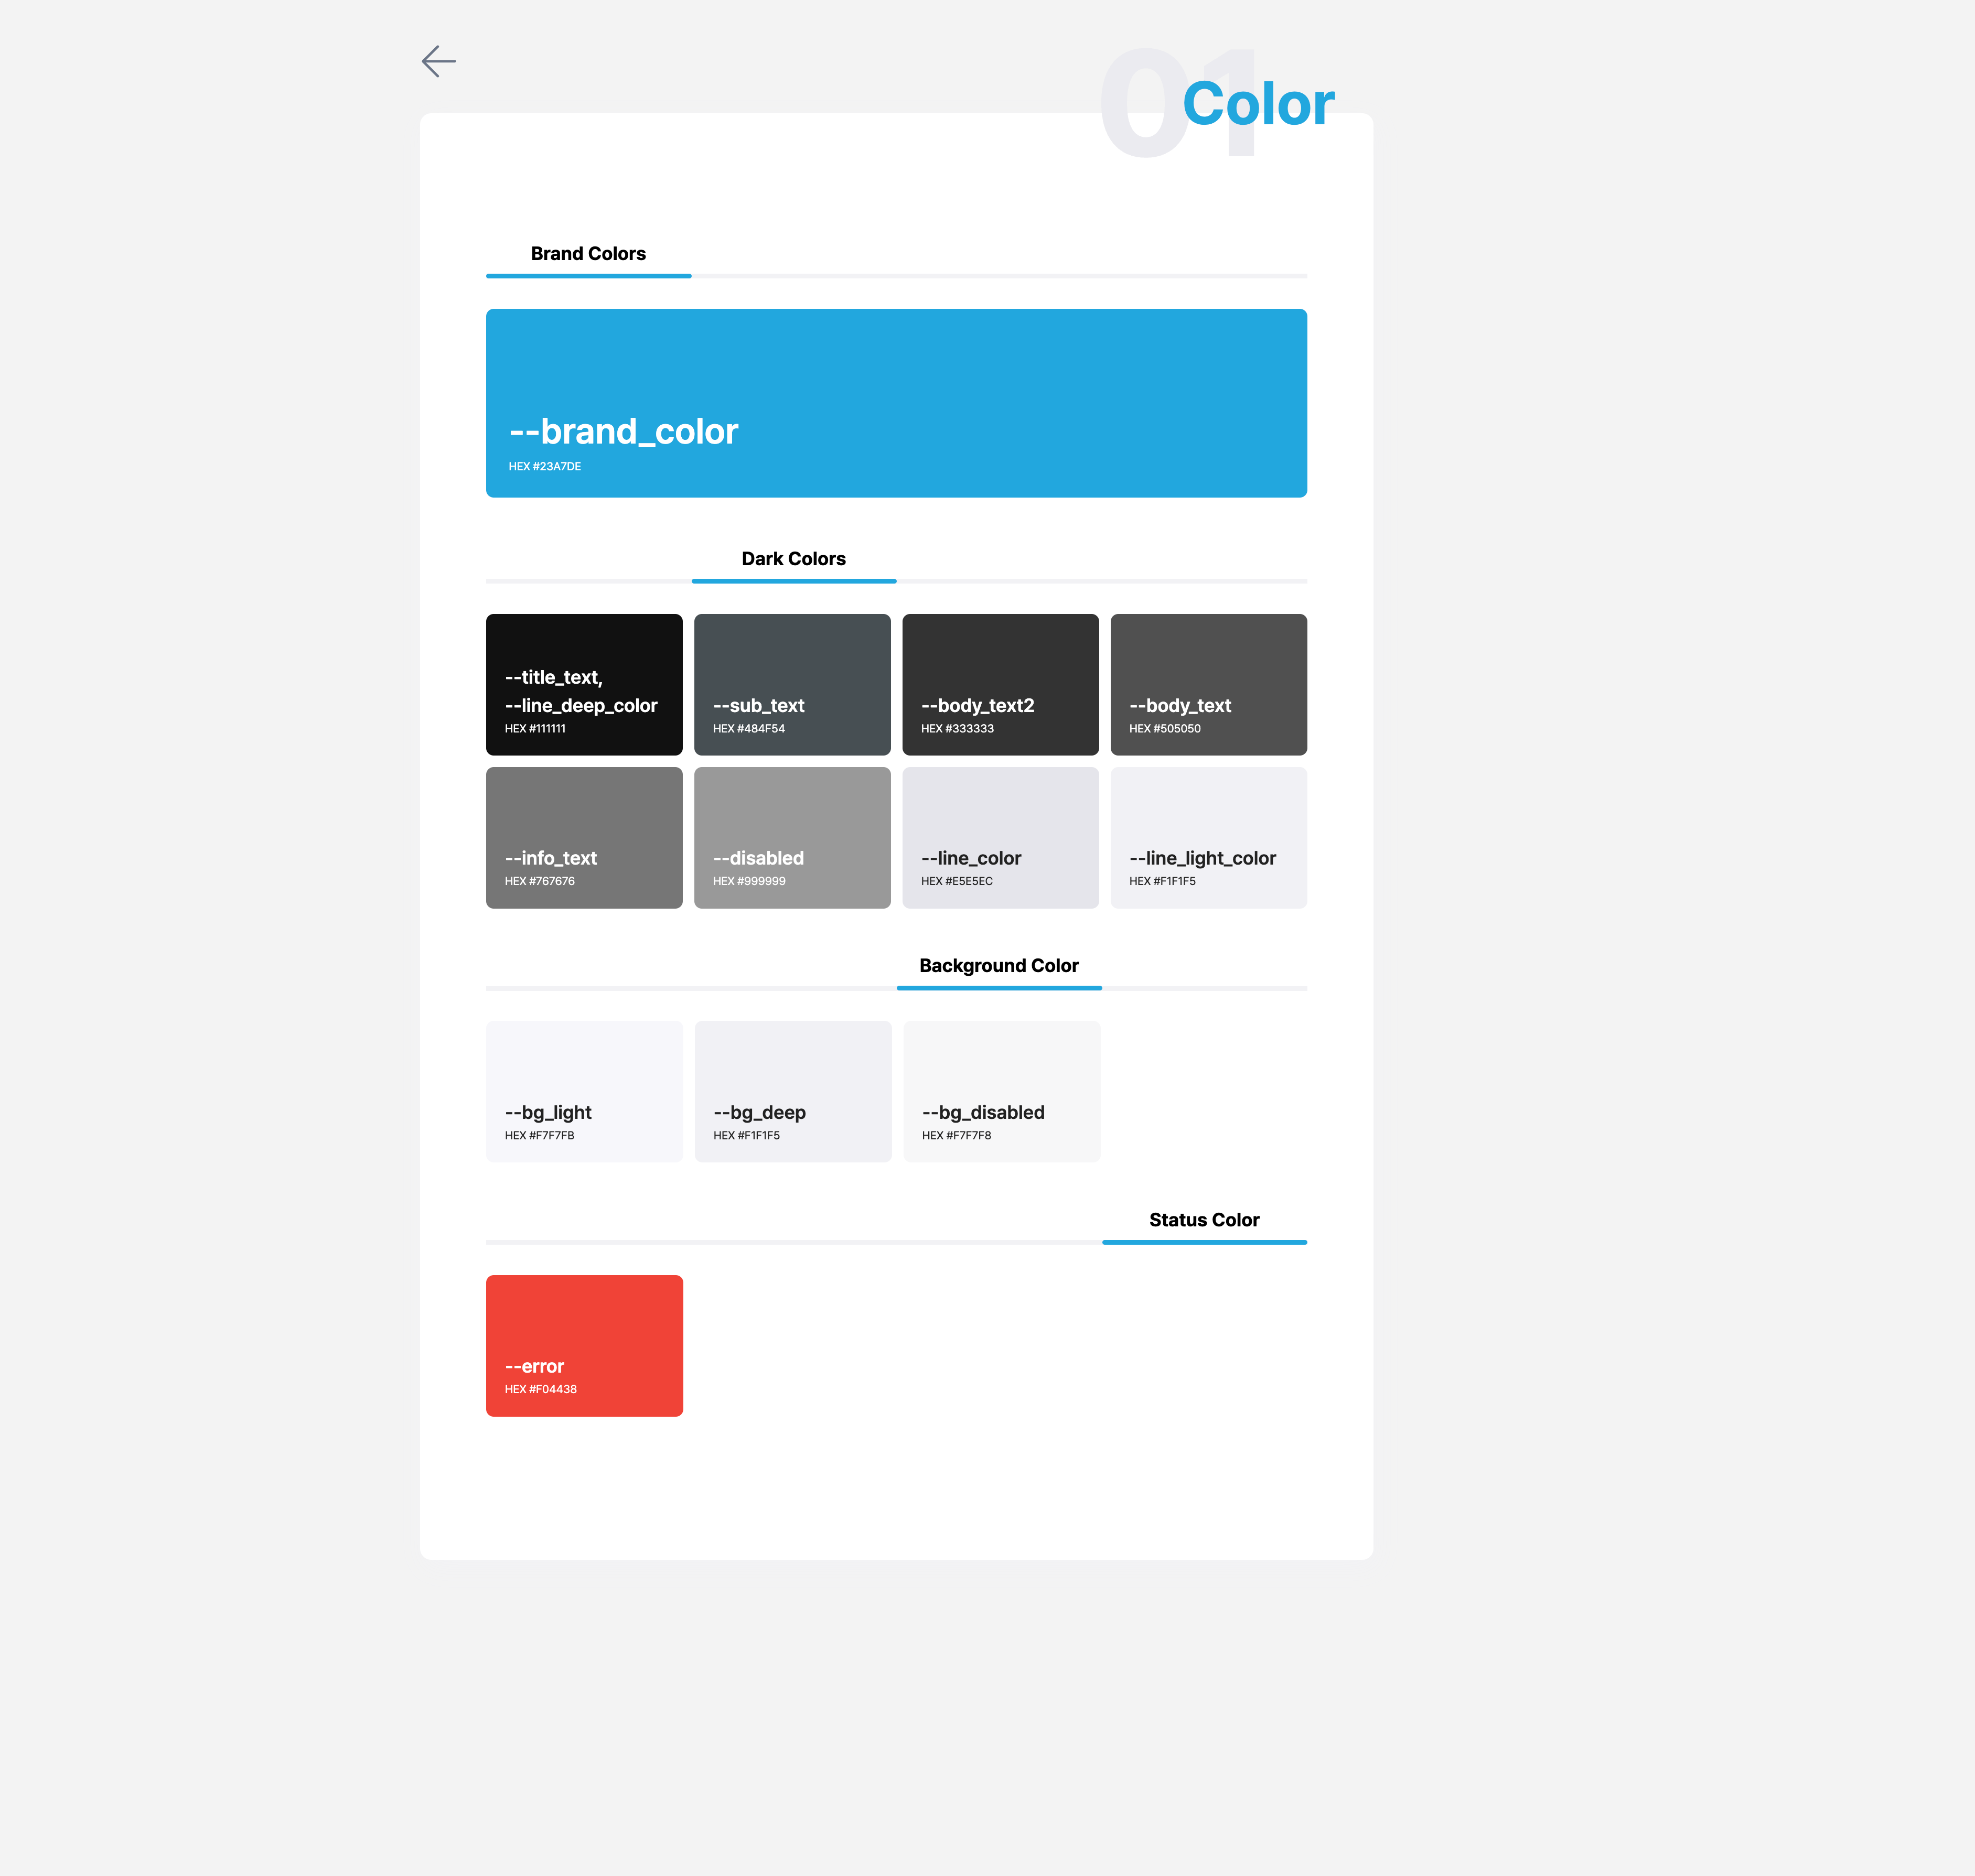 01
Color
Brand Colors
--brand_color
HEX #23A7DE
Dark Colors
--title_text,
--line_deep_color
HEX #111111
--sub_text
HEX #484F54
--body_text2
HEX #333333
--body_text
HEX #505050
--info_text
HEX #767676
--disabled
HEX #999999
--line_color
HEX #E5E5EC
--line_light_color
HEX #F1F1F5
Background Color
--bg_light
HEX #F7F7FB
--bg_deep
HEX #F1F1F5
--bg_disabled
HEX #F7F7F8
Status Color
--error
HEX #F04438